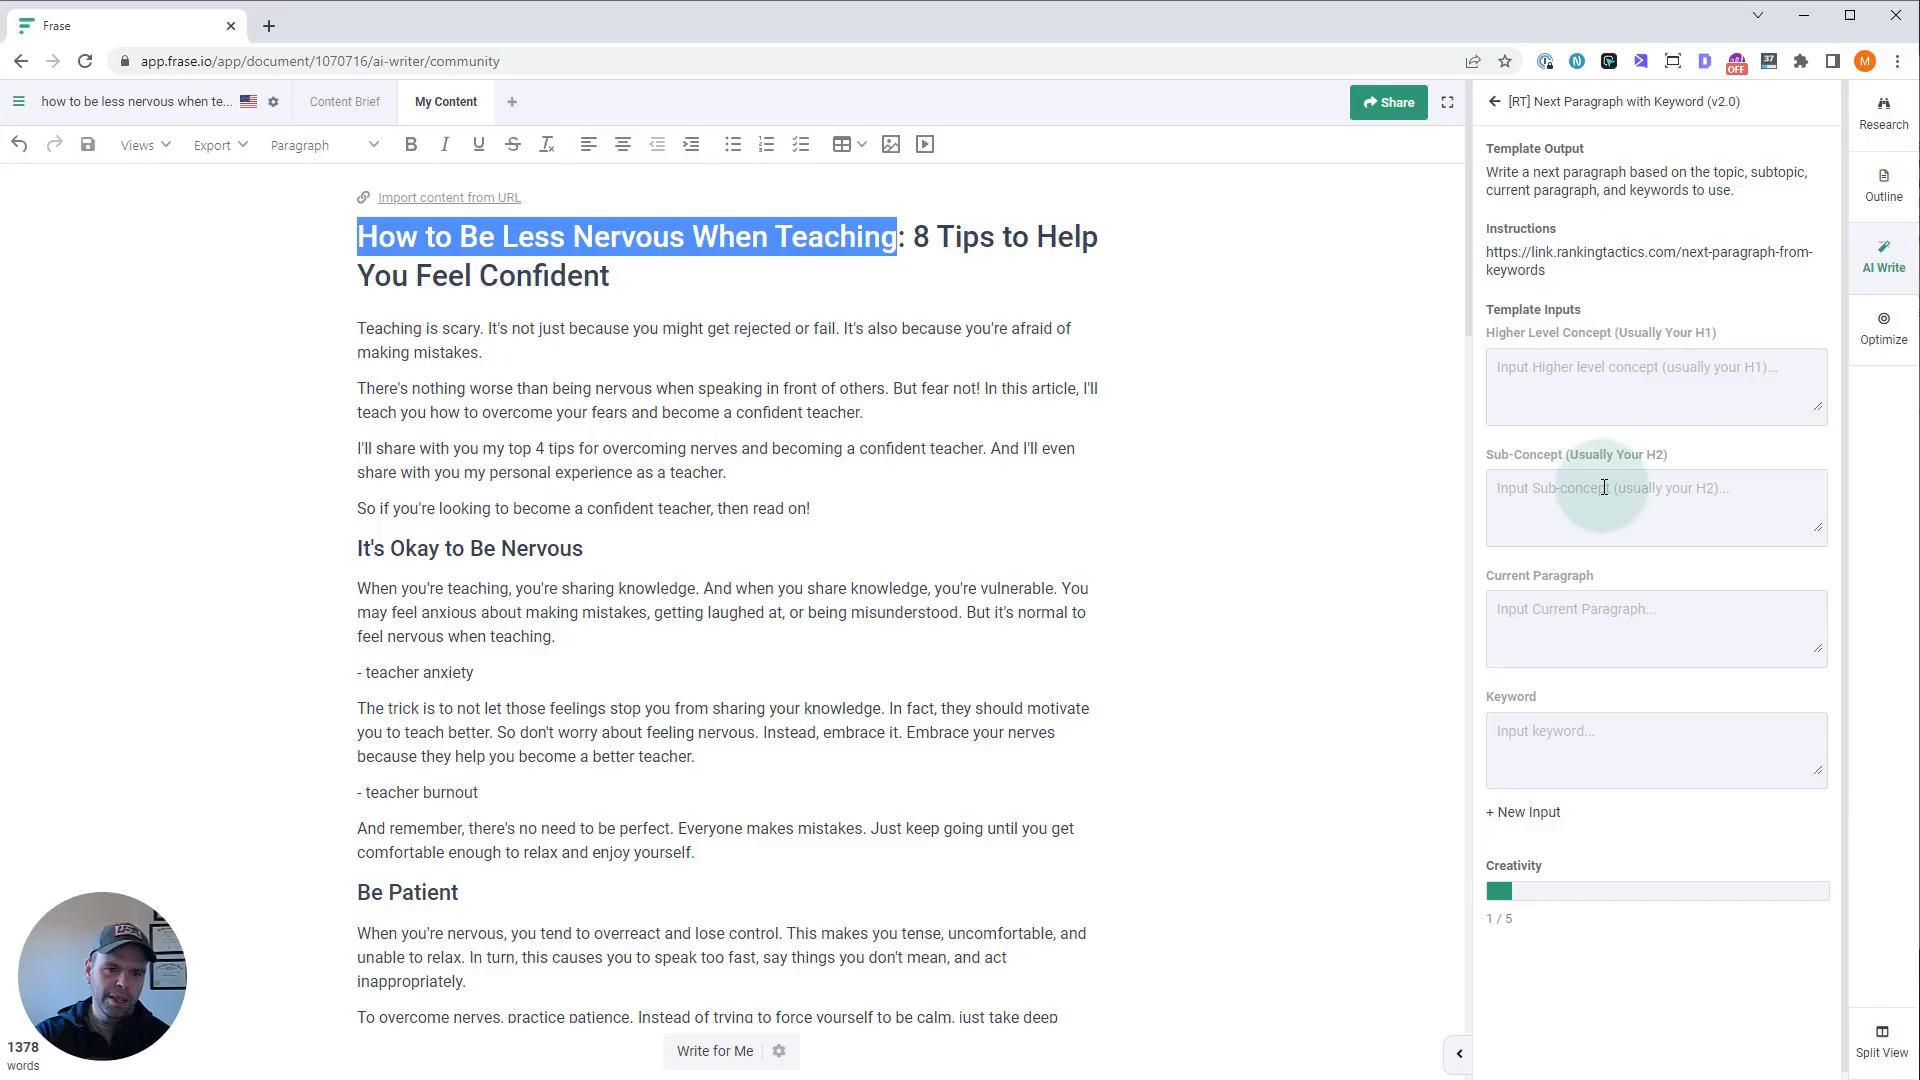 Frase
app.frase.io/app/document/1070716/ai-writer/community
OFF
37
M
how to be less nervous when te...
Content Brief
My Content
Share
Views
Export
Paragraph
Import content from URL
How to Be Less Nervous When Teaching: 8 Tips to Help
You Feel Confident
Teaching is scary. It's not just because you might get rejected or fail. It's also because you're afraid of
making mistakes.
There's nothing worse than being nervous when speaking in front of others. But fear not! In this article, I'll
teach you how to overcome your fears and become a confident teacher.
I'll share with you my top 4 tips for overcoming nerves and becoming a confident teacher. And I'll even
share with you my personal experience as a teacher.
So if you're looking to become a confident teacher, then read on!
It's Okay to Be Nervous
When you're teaching, you're sharing knowledge. And when you share knowledge, you're vulnerable. You
may feel anxious about making mistakes, getting laughed at, or being misunderstood. But it's normal to
feel nervous when teaching.
- teacher anxiety
The trick is to not let those feelings stop you from sharing your knowledge. In fact, they should motivate
you to teach better. So don't worry about feeling nervous. Instead, embrace it. Embrace your nerves
because they help you become a better teacher.
- teacher burnout
And remember, there's no need to be perfect. Everyone makes mistakes. Just keep going until you get
comfortable enough to relax and enjoy yourself.
Be Patient
When you're nervous, you tend to overreact and lose control. This makes you tense, uncomfortable, and
unable to relax. In turn, this causes you to speak too fast, say things you don't mean, and act
inappropriately.
To overcome nerves, practice patience. Instead of trying to force yourself to be calm, just take deep
1378
words
Write for Me
[RT] Next Paragraph with Keyword (v2.0)
Template Output
Write a next paragraph based on the topic, subtopic,
current paragraph, and keywords to use.
Instructions
https://link.rankingtactics.com/next-paragraph-from-
keywords
Template Inputs
Higher Level Concept (Usually Your H1)
Input Higher level concept (usually your H1)...
Sub-Concept (Usually Your H2)
Input Sub-concept (usually your H2)...
Current Paragraph
Input Current Paragraph...
Keyword
Input keyword...
+ New Input
Creativity
1 / 5
Research
Outline
AI Write
Optimize
Split View